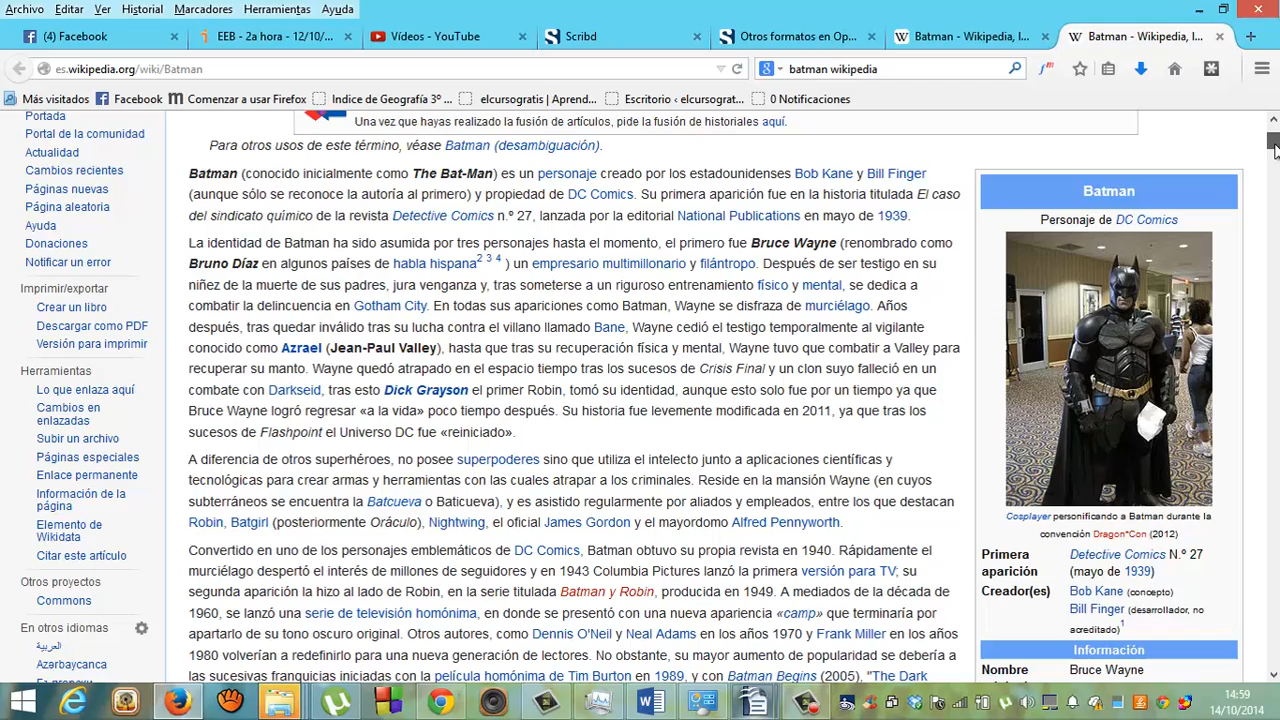 Archivo Editar Ver Historial Marcadores Herramientas Ayuda
(4) Facebook
EEB - 2a hora - 12/10/...
Vídeos - YouTube
Scribd
Otros formatos en Op...
Batman - Wikipedia, l...
Batman - Wikipedia, l...
es.wikipedia.org/wiki/Batman
batman wikipedia
Más visitados Facebook Comenzar a usar Firefox Indice de Geografía 3º ... elcursogratis | Aprend... Escritorio ‹ elcursograt... 0 Notificaciones
Portada
Portal de la comunidad
Actualidad
Cambios recientes
Páginas nuevas
Página aleatoria
Ayuda
Donaciones
Notificar un error
Imprimir/exportar
Crear un libro
Descargar como PDF
Versión para imprimir
Herramientas
Lo que enlaza aquí
Cambios en
enlazadas
Subir un archivo
Páginas especiales
Enlace permanente
Información de la
página
Elemento de
Wikidata
Citar este artículo
Otros proyectos
Commons
En otros idiomas
العربية
Azərbaycanca
Una vez que hayas realizado la fusión de artículos, pide la fusión de historiales aquí.
Para otros usos de este término, véase Batman (desambiguación).
Batman (conocido inicialmente como The Bat-Man) es un personaje creado por los estadounidenses Bob Kane y Bill Finger
(aunque sólo se reconoce la autoría al primero) y propiedad de DC Comics. Su primera aparición fue en la historia titulada El caso
del sindicato químico de la revista Detective Comics n.º 27, lanzada por la editorial National Publications en mayo de 1939.
La identidad de Batman ha sido asumida por tres personajes hasta el momento, el primero fue Bruce Wayne (renombrado como
Bruno Díaz en algunos países de habla hispana2 3 4 ) un empresario multimillonario y filántropo. Después de ser testigo en su
niñez de la muerte de sus padres, jura venganza y, tras someterse a un riguroso entrenamiento físico y mental, se dedica a
combatir la delincuencia en Gotham City. En todas sus apariciones como Batman, Wayne se disfraza de murciélago. Años
después, tras quedar inválido tras su lucha contra el villano llamado Bane, Wayne cedió el testigo temporalmente al vigilante
conocido como Azrael (Jean-Paul Valley), hasta que tras su recuperación física y mental, Wayne tuvo que combatir a Valley para
recuperar su manto. Wayne quedó atrapado en el espacio tiempo tras los sucesos de Crisis Final y un clon suyo falleció en un
combate con Darkseid, tras esto Dick Grayson el primer Robin, tomó su identidad, aunque esto solo fue por un tiempo ya que
Bruce Wayne logró regresar «a la vida» poco tiempo después. Su historia fue levemente modificada en 2011, ya que tras los
sucesos de Flashpoint el Universo DC fue «reiniciado».
A diferencia de otros superhéroes, no posee superpoderes sino que utiliza el intelecto junto a aplicaciones científicas y
tecnológicas para crear armas y herramientas con las cuales atrapar a los criminales. Reside en la mansión Wayne (en cuyos
subterráneos se encuentra la Batcueva o Baticueva), y es asistido regularmente por aliados y empleados, entre los que destacan
Robin, Batgirl (posteriormente Oráculo), Nightwing, el oficial James Gordon y el mayordomo Alfred Pennyworth.
Convertido en uno de los personajes emblemáticos de DC Comics, Batman obtuvo su propia revista en 1940. Rápidamente el
murciélago despertó el interés de millones de seguidores y en 1943 Columbia Pictures lanzó la primera versión para TV; su
segunda aparición la hizo al lado de Robin, en la serie titulada Batman y Robin, producida en 1949. A mediados de la década de
1960, se lanzó una serie de televisión homónima, en donde se presentó con una nueva apariencia «camp» que terminaría por
apartarlo de su tono oscuro original. Otros autores, como Dennis O'Neil y Neal Adams en los años 1970 y Frank Miller en los años
1980 volverían a redefinirlo para una nueva generación de lectores. No obstante, su mayor aumento de popularidad se debería a
las sucesivas franquicias iniciadas con la película homónima de Tim Burton en 1989, y con Batman Begins (2005), "The Dark
Batman
Personaje de DC Comics
Cosplayer personificando a Batman durante la
convención Dragon*Con (2012)
Primera aparición Detective Comics N.º 27 (mayo de 1939)
Creador(es) Bob Kane (concepto)
Bill Finger (desarrollador, no
acreditado)1
Información
Nombre Bruce Wayne
14:59
14/10/2014